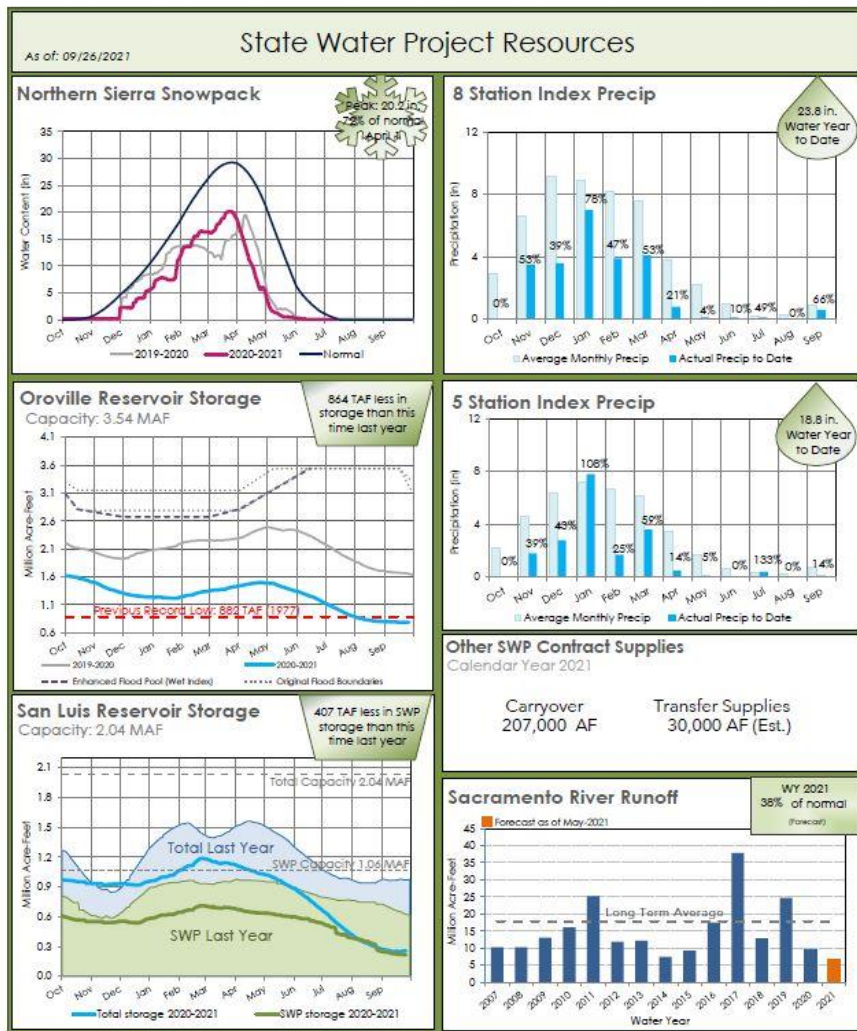 State Water Project Resources
As of: 09/26/2021
Northern Sierra Snowpack
Peak: 20.2 in.
72% of normal
April 1
Water Content (in)
35
30
25
20
15
10
5
0
Oct Nov Dec Jan Feb Mar Apr May Jun Jul Aug Sep
2019-2020 2020-2021 Normal
8 Station Index Precip
23.8 in.
Water Year
to Date
Precipitation (in)
12
8
4
0
0% 53% 39% 78% 47% 53% 21% 4% 10% 49% 0% 66%
Oct Nov Dec Jan Feb Mar Apr May Jun Jul Aug Sep
Average Monthly Precip Actual Precip to Date
Oroville Reservoir Storage
Capacity: 3.54 MAF
864 TAF less in
storage than this
time last year
Million Acre-Feet
4.1
3.6
3.1
2.6
2.1
1.6
1.1
0.6
Previous Record Low: 882 TAF (1977)
Oct Nov Dec Jan Feb Mar Apr May Jun Jul Aug Sep
2019-2020 2020-2021
Enhanced Flood Pool (Wet Index) Original Flood Boundaries
5 Station Index Precip
18.8 in.
Water Year
to Date
Precipitation (in)
12
8
4
0
0% 39% 43% 108% 25% 59% 14% 5% 0% 133% 0% 14%
Oct Nov Dec Jan Feb Mar Apr May Jun Jul Aug Sep
Average Monthly Precip Actual Precip to Date
Other SWP Contract Supplies
Calendar Year 2021
Carryover Transfer Supplies
207,000 AF 30,000 AF (Est.)
San Luis Reservoir Storage
Capacity: 2.04 MAF
407 TAF less in SWP
storage than this
time last year
Million Acre-Feet
2.1
1.8
1.5
1.2
0.9
0.6
0.3
0.0
Total Capacity 2.04 MAF
Total Last Year
SWP Capacity 1.06 MAF
SWP Last Year
Oct Nov Dec Jan Feb Mar Apr May Jun Jul Aug Sep
Total storage 2020-2021 SWP storage 2020-2021
Sacramento River Runoff
WY 2021
38% of normal
(Forecast)
Forecast as of May-2021
Million Acre-Feet
45
40
35
30
25
20
15
10
5
0
Long Term Average
2007 2008 2009 2010 2011 2012 2013 2014 2015 2016 2017 2018 2019 2020 2021
Water Year